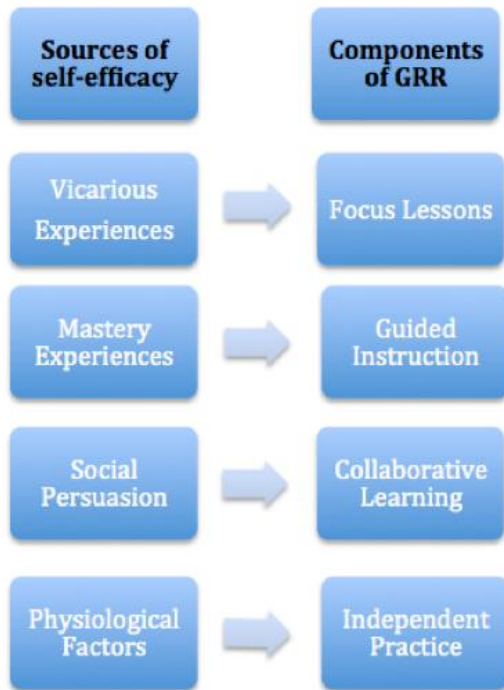 Sources of
self-efficacy
Components
of GRR
Vicarious
Experiences
Focus Lessons
Mastery
Experiences
Guided
Instruction
Social
Persuasion
Collaborative
Learning
Physiological
Factors
Independent
Practice